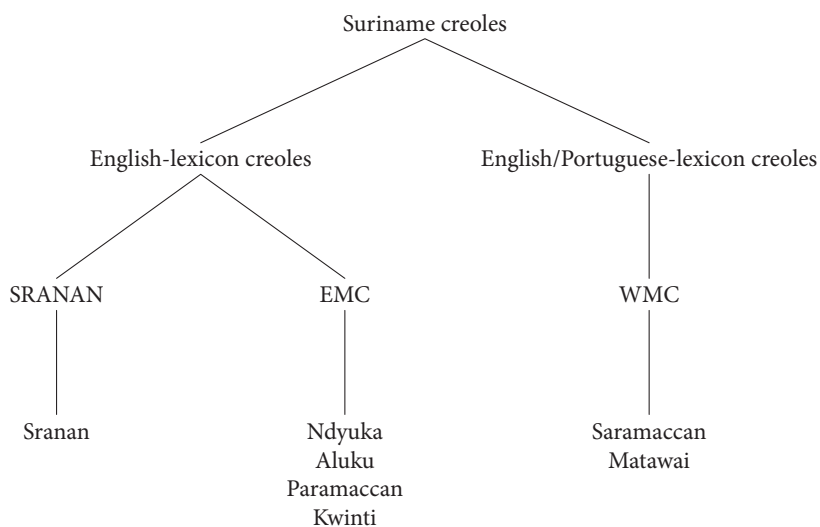 Suriname creoles
English-lexicon creoles English/Portuguese-lexicon creoles
SRANAN EMC WMC
Sranan Ndyuka Saramaccan
Aluku Matawai
Paramaccan
Kwinti